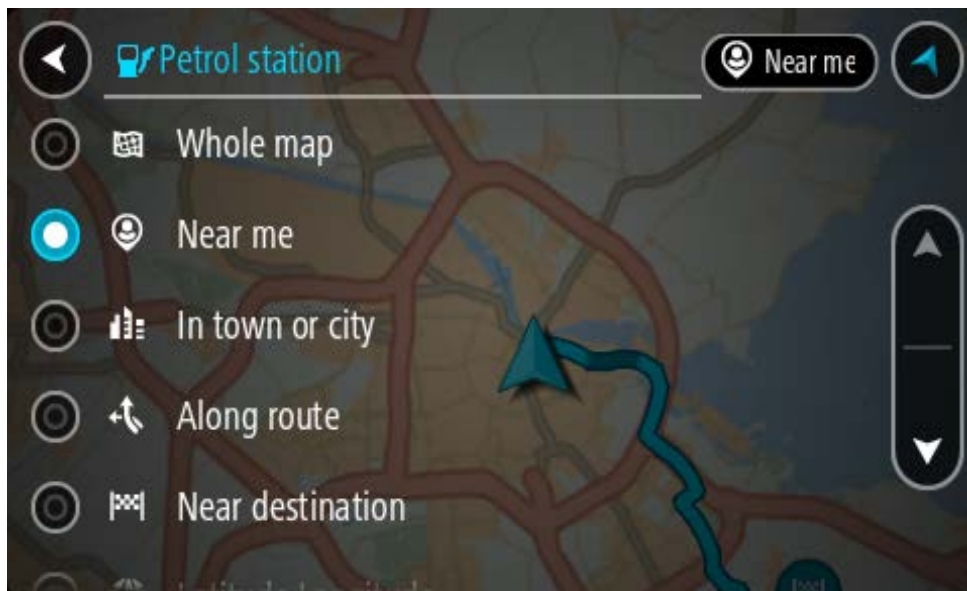 Petrol station
Near me
Whole map
Near me
In town or city
Along route
Near destination